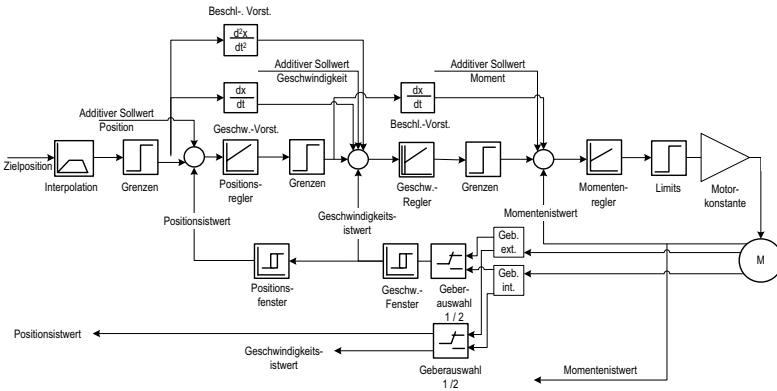 Beschl-. Vorst.
d²x
dt²
Additiver Sollwert
Geschwindigkeit
Additiver Sollwert
Moment
dx
dt
dx
dt
Additiver Sollwert
Position
Geschw.-Vorst.
Beschl.-Vorst.
Zielposition
Interpolation
Grenzen
Positions-
regler
Grenzen
Geschw.-
Regler
Grenzen
Momenten-
regler
Limits
Motor-
konstante
Positionsistwert
Geschwindigkeits-
istwert
Momentenistwert
Geb.
ext.
Geb.
int.
M
Positions-
fenster
Geschw.-
Fenster
Geber-
auswahl
1 / 2
Positionsistwert
Geschwindigkeits-
istwert
Geberauswahl
1 /2
Momentenistwert